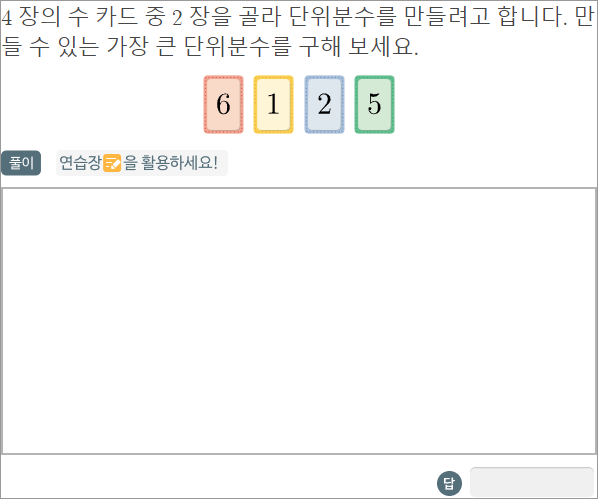 4 장의 수 카드 중 2 장을 골라 단위분수를 만들려고 합니다. 만
들 수 있는 가장 큰 단위분수를 구해 보세요.
6 1 2 5
풀이 연습장을 활용하세요!
답